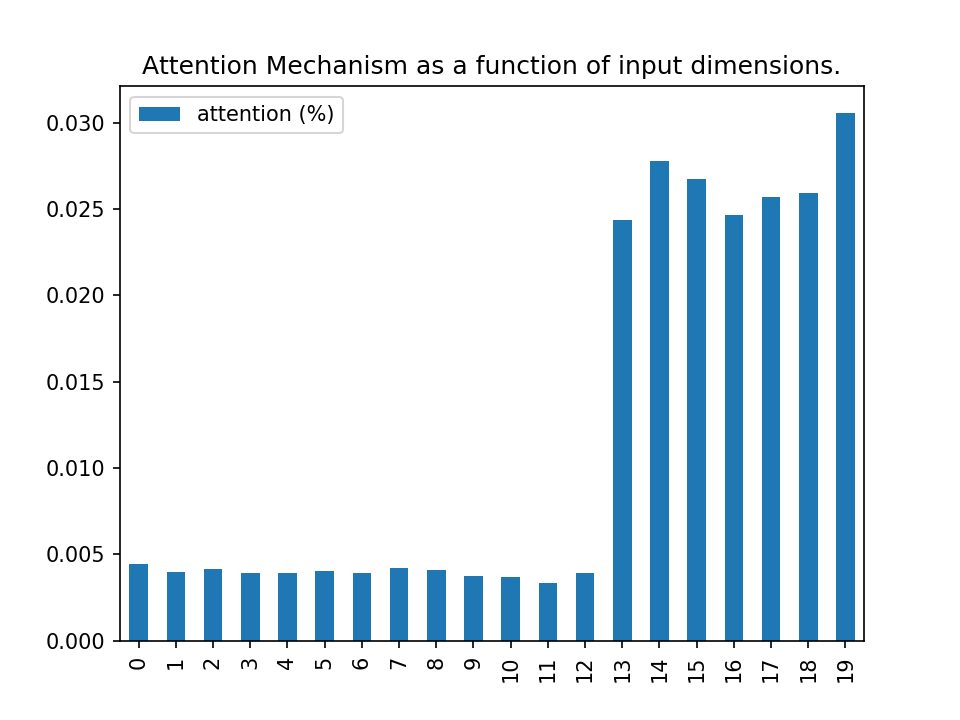 Attention Mechanism as a function of input dimensions.
attention (%)
0.030
0.025
0.020
0.015
0.010
0.005
0.000
0 1 2 3 4 5 6 7 8 9 10 11 12 13 14 15 16 17 18 19